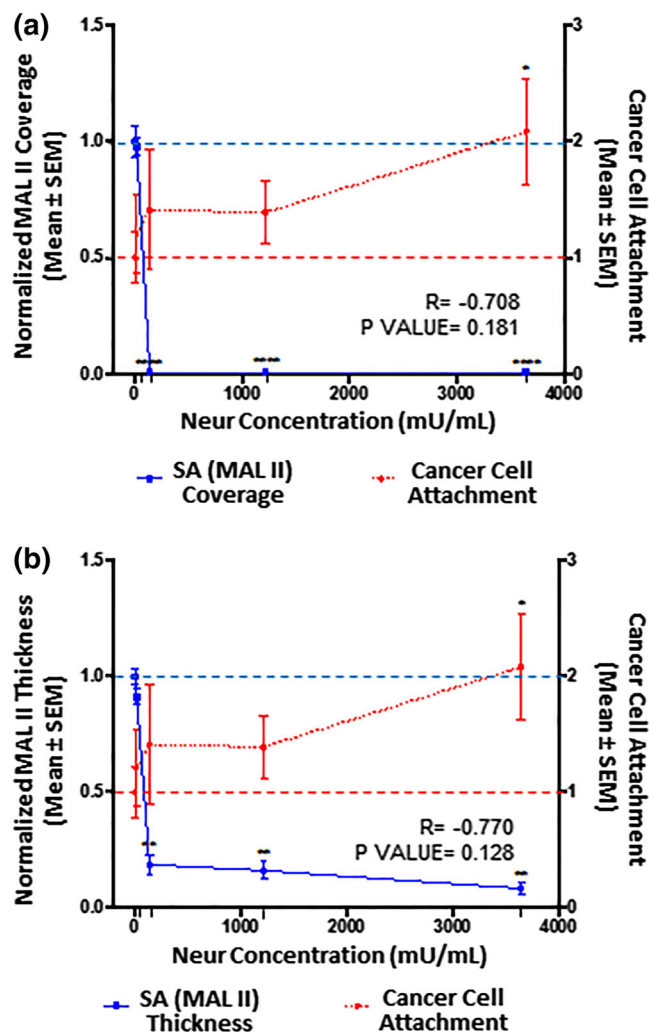 (a)
1.5
1.0
0.5
0.0
Normalized MAL II Coverage
(Mean ± SEM)
3
2
1
0
Cancer Cell Attachment
(Mean ± SEM)
*
****
****
****
R= -0.708
P VALUE= 0.181
0
1000
2000
3000
4000
Neur Concentration (mU/mL)
SA (MAL II)
Coverage
Cancer Cell
Attachment
(b)
1.5
1.0
0.5
0.0
Normalized MAL II Thickness
(Mean ± SEM)
3
2
1
0
Cancer Cell Attachment
(Mean ± SEM)
*
**
**
**
R= -0.770
P VALUE= 0.128
0
1000
2000
3000
4000
Neur Concentration (mU/mL)
SA (MAL II)
Thickness
Cancer Cell
Attachment